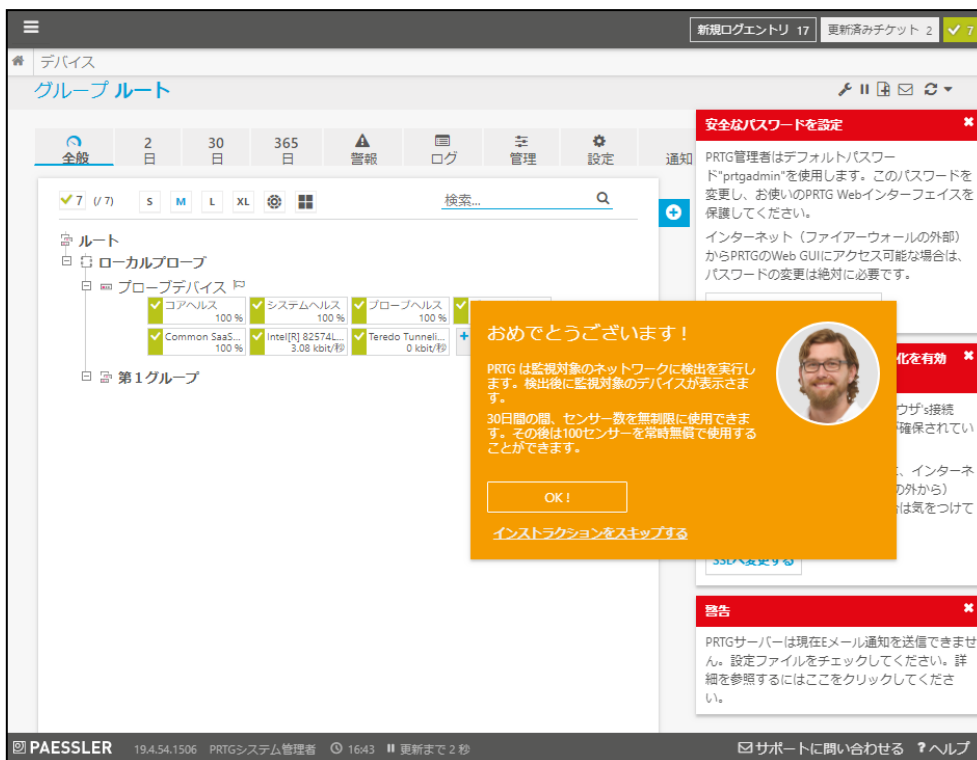 新規ログエントリ 17 更新済みチケット 2 7
デバイス
グループ ルート
全般
2
日
30
日
365
日
警報
ログ
管理
設定
通知
7 (/ 7) S M L XL
検索...
ルート
ローカルプローブ
プローブデバイス
コアヘルス
100 %
システムヘルス
100 %
プローブヘルス
100 %
Common SaaS...
100 %
Intel[R] 82574L...
3.08 kbit/秒
Teredo Tunneli...
0 kbit/秒
第1グループ
安全なパスワードを設定
PRTG管理者はデフォルトパスワー
ド"prtgadmin"を使用します。このパスワードを
変更し、お使いのPRTG Webインターフェイスを
保護してください。
インターネット（ファイアーウォールの外部）
からPRTGのWeb GUIにアクセス可能な場合は、
パスワードの変更は絶対に必要です。
おめでとうございます！
PRTG は監視対象のネットワークに検出を実行し
ます。検出後に監視対象のデバイスが表示さま
す。
30日間の間、センサー数を無制限に使用できま
す。その後は100センサーを常時無償で使用する
ことができます。
OK！
インストラクションをスキップする
化を有効
ウザ's接続
確保されてい
、インターネ
の外から）
は気をつけて
SSLへ変更する
警告
PRTGサーバーは現在Eメール通知を送信できませ
ん。設定ファイルをチェックしてください。詳
細を参照するにはここをクリックしてくださ
い。
PAESSLER 19.4.54.1506 PRTGシステム管理者 16:43 更新まで 2 秒
サポートに問い合わせる ?ヘルプ